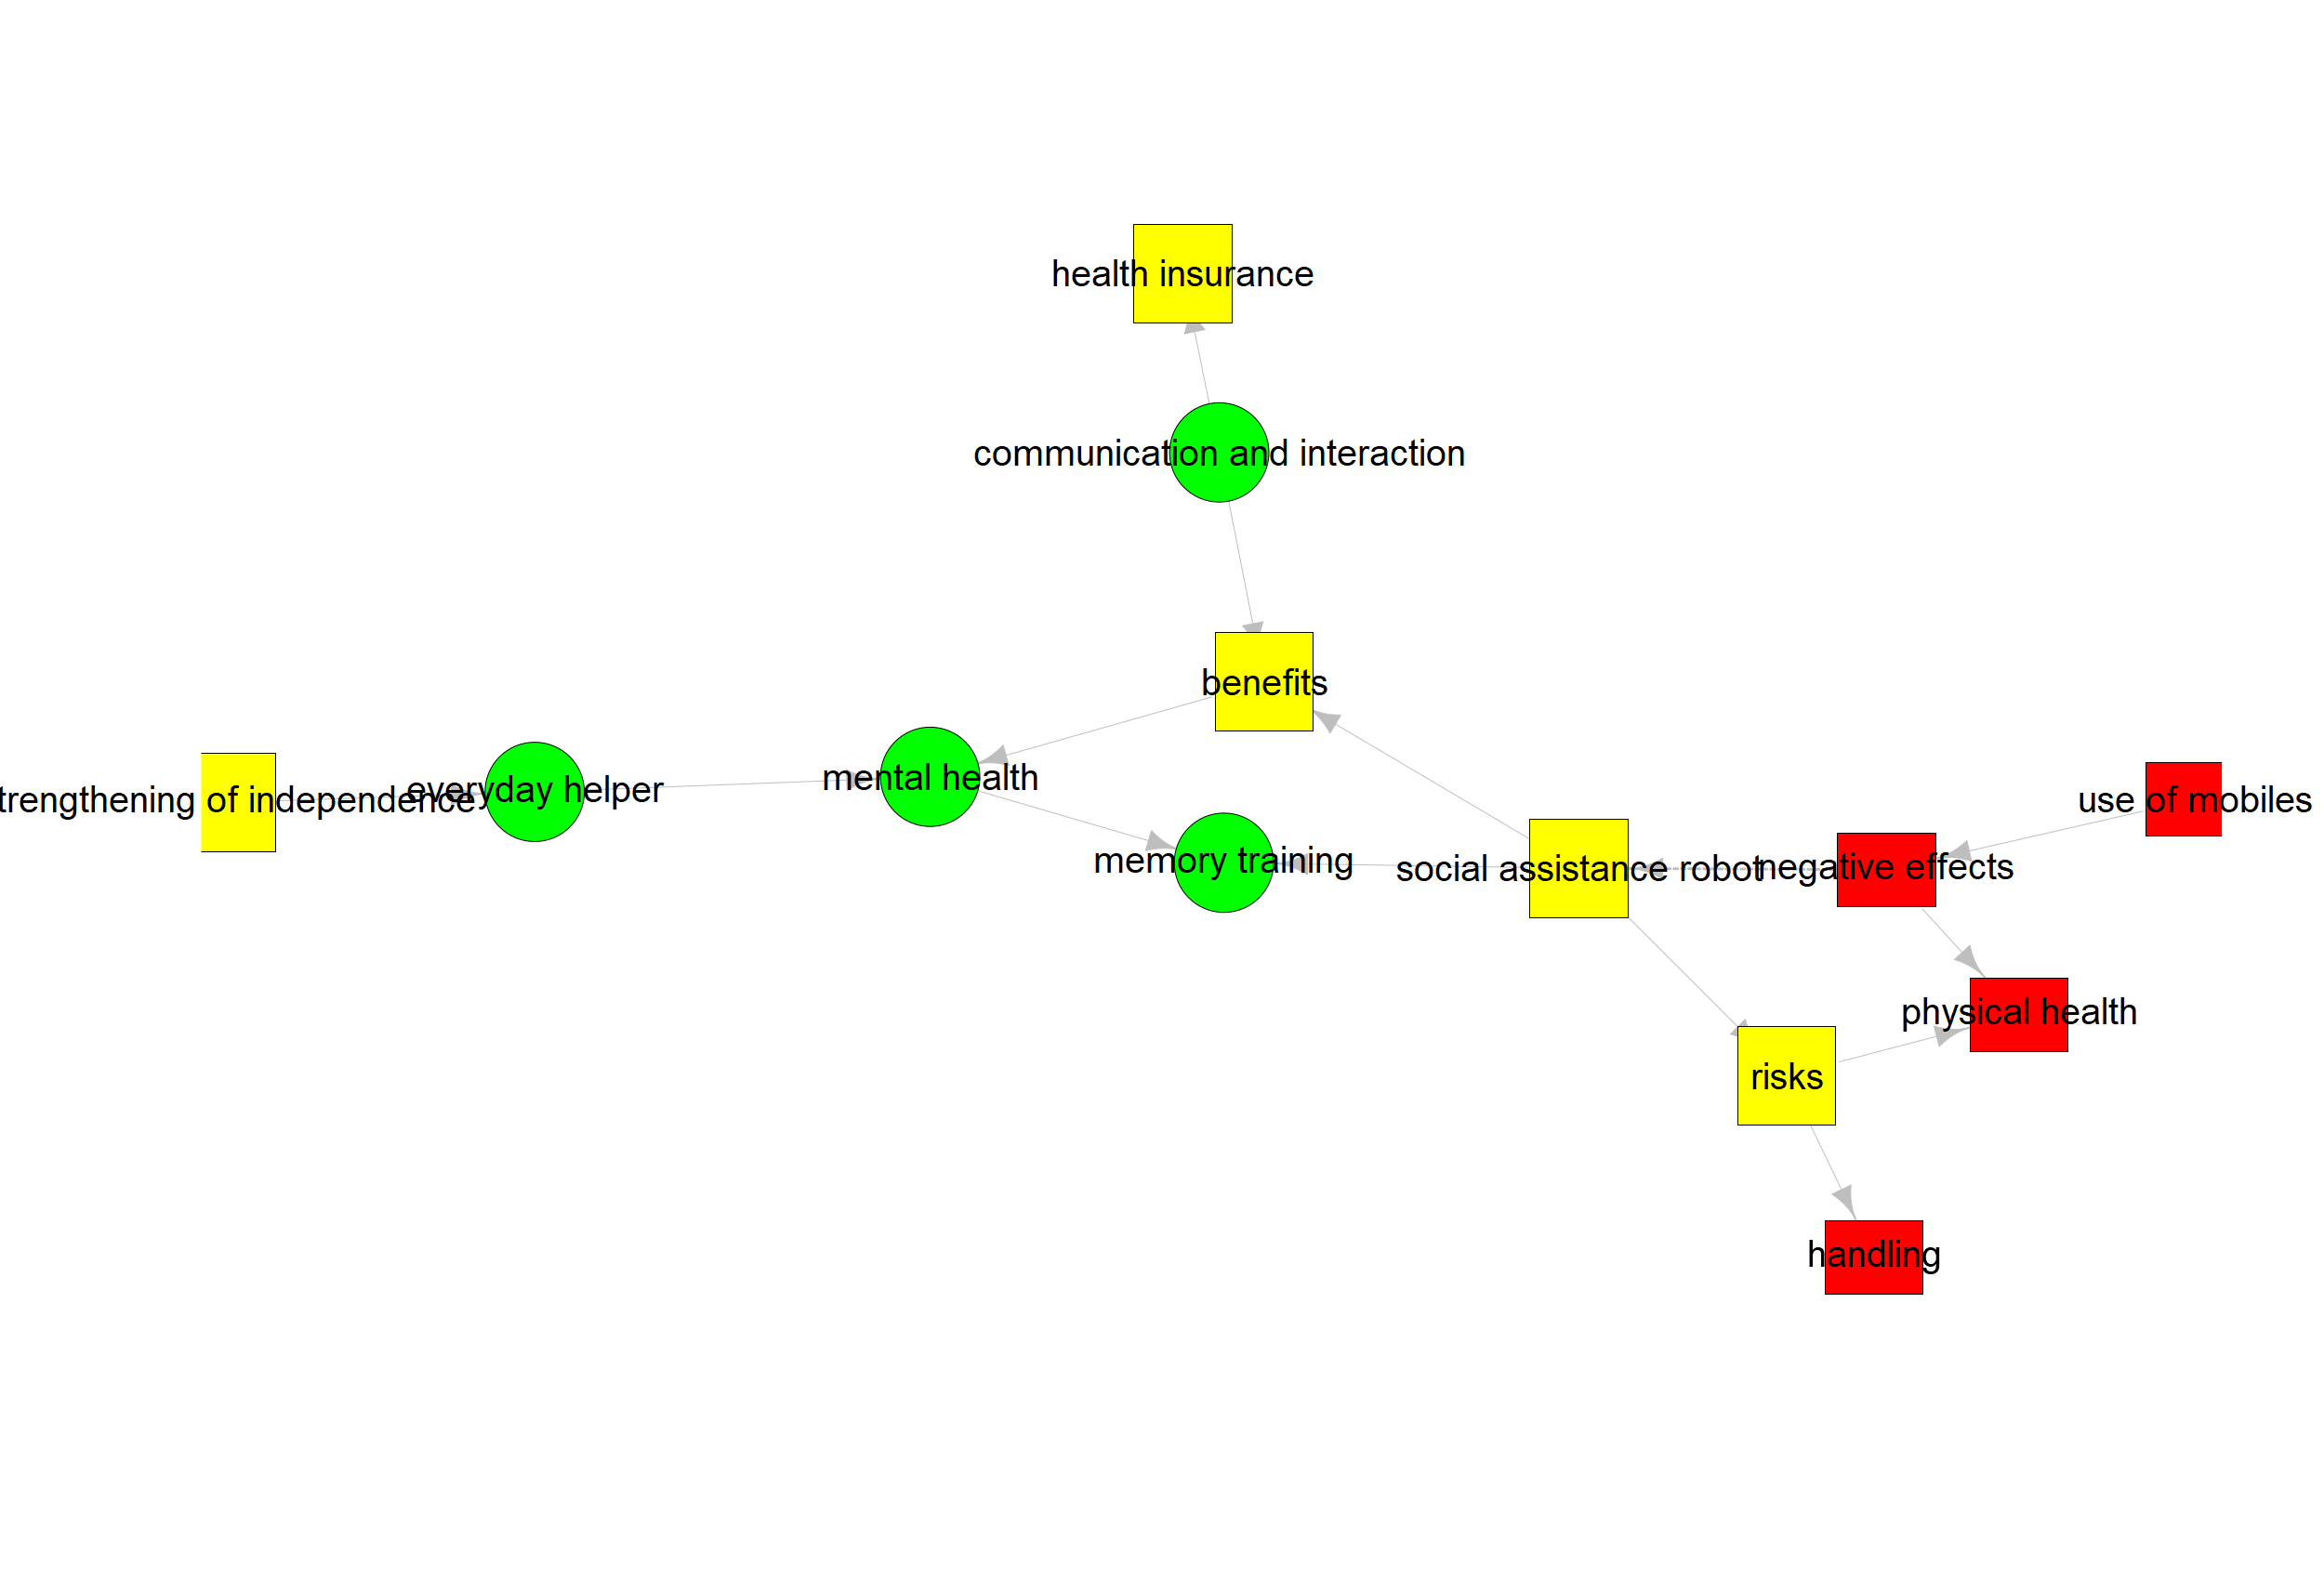 health insurance
communication and interaction
benefits
mental health
everyday helper
trengthening of independence
use of mobiles
memory training
social assistance robot
negative effects
physical health
risks
handling